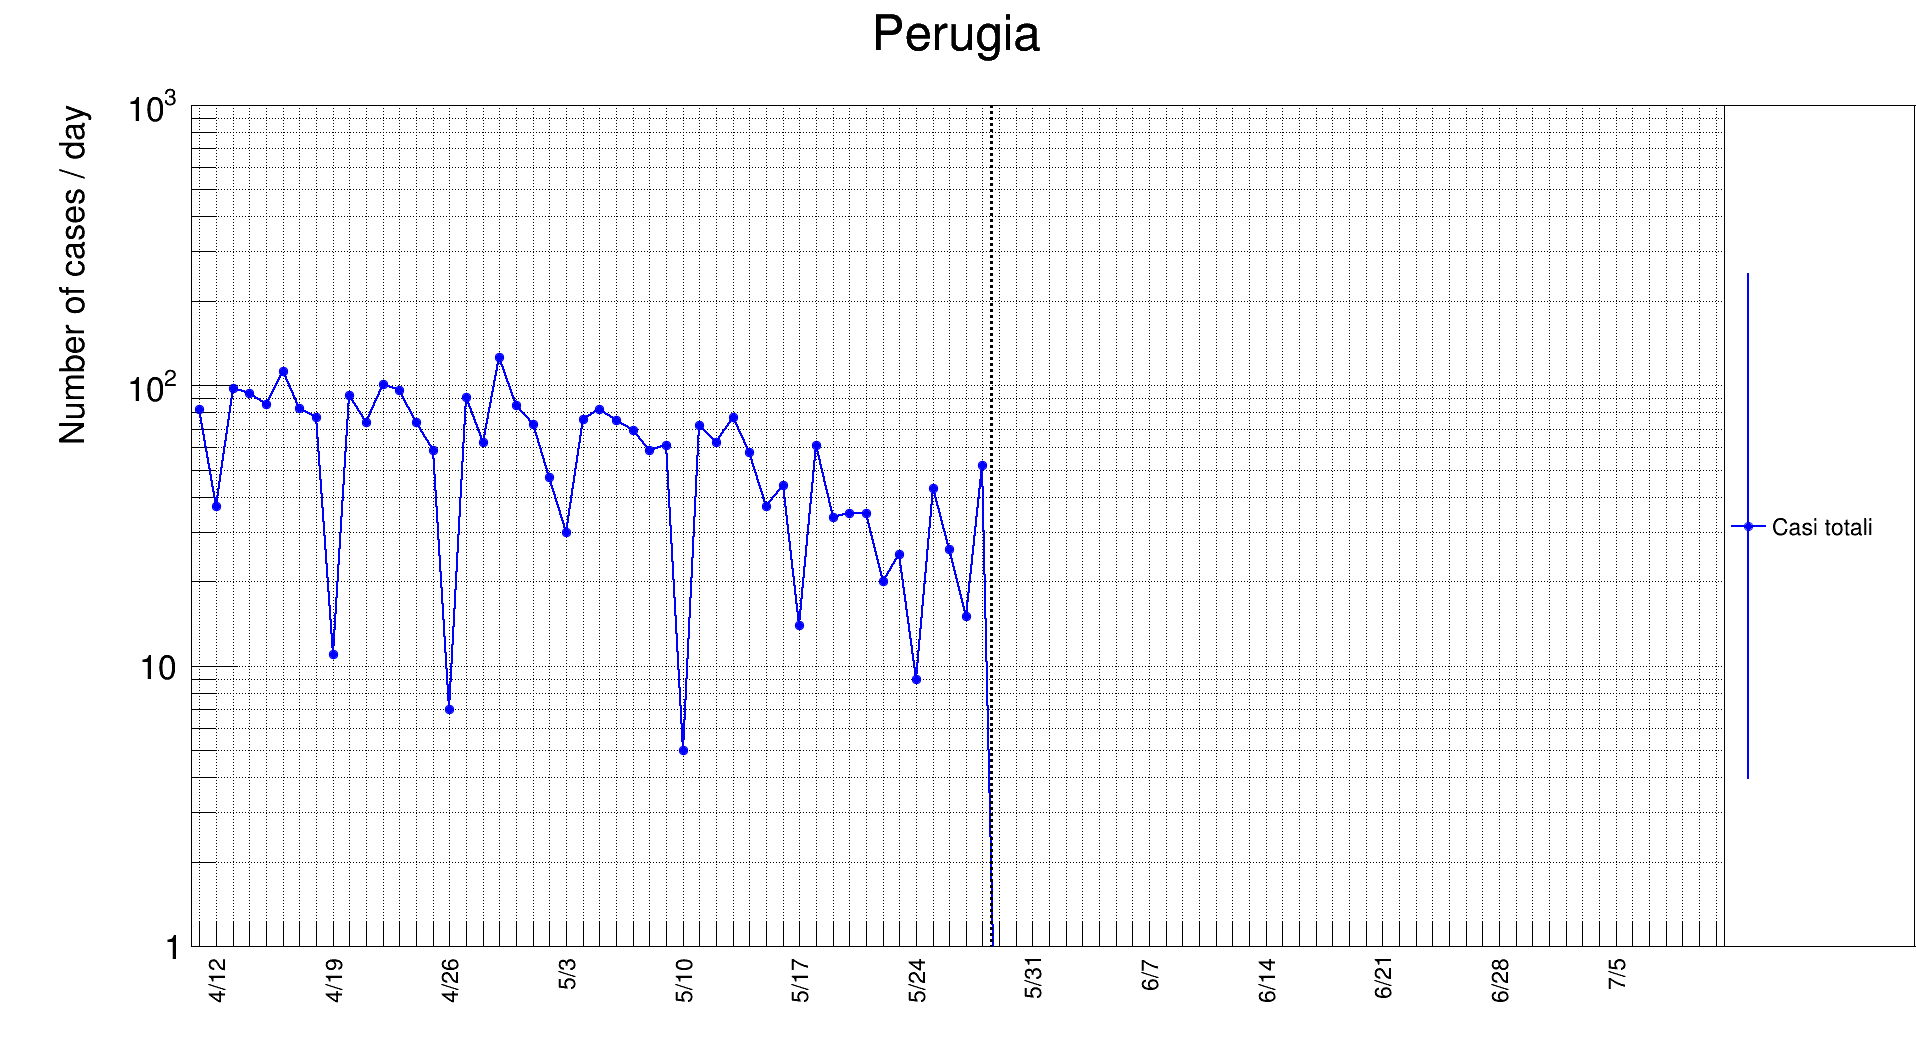 Perugia
Number of cases / day
10³
10²
10
1
4/12 4/19 4/26 5/3 5/10 5/17 5/24 5/31 6/7 6/14 6/21 6/28 7/5
Casi totali